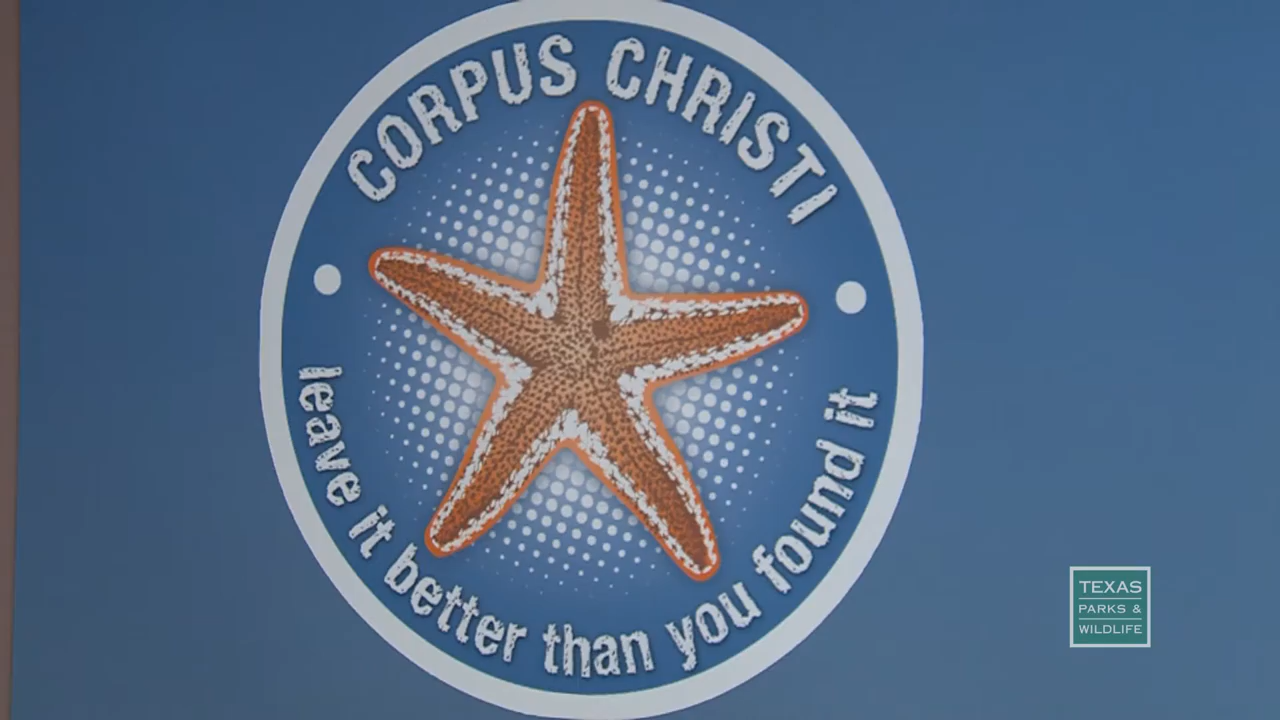 CORPUS CHRISTI
leave it better than you found it
TEXAS
PARKS &
WILDLIFE